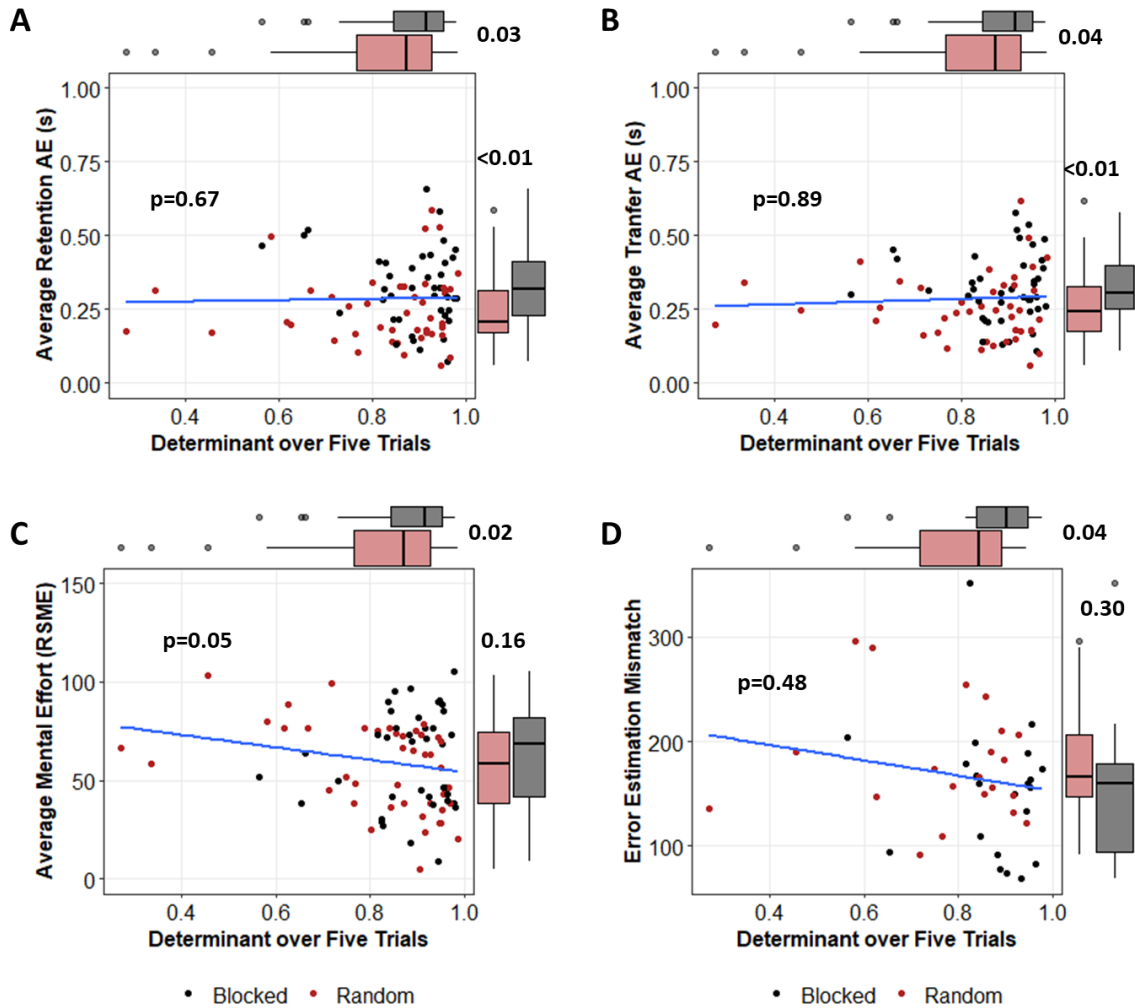 A
0.03
<0.01
Average Retention AE (s)
1.00
0.75
0.50
0.25
0.00
p=0.67
0.4 0.6 0.8 1.0
Determinant over Five Trials
B
0.04
<0.01
Average Tranfer AE (s)
1.00
0.75
0.50
0.25
0.00
p=0.89
0.4 0.6 0.8 1.0
Determinant over Five Trials
C
0.02
0.16
Average Mental Effort (RSME)
150
100
50
0
p=0.05
0.4 0.6 0.8 1.0
Determinant over Five Trials
D
0.04
0.30
Error Estimation Mismatch
300
200
100
p=0.48
0.4 0.6 0.8 1.0
Determinant over Five Trials
Blocked Random
Blocked Random